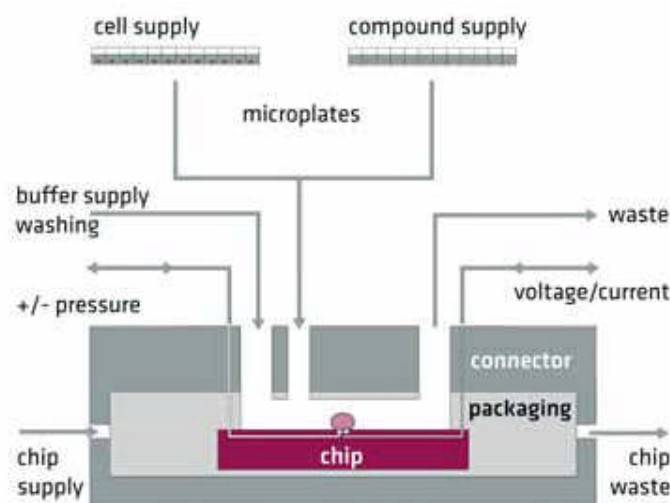 cell supply
compound supply
microplates
buffer supply
washing
waste
+/- pressure
voltage/current
connector
packaging
chip
chip
supply
chip
waste